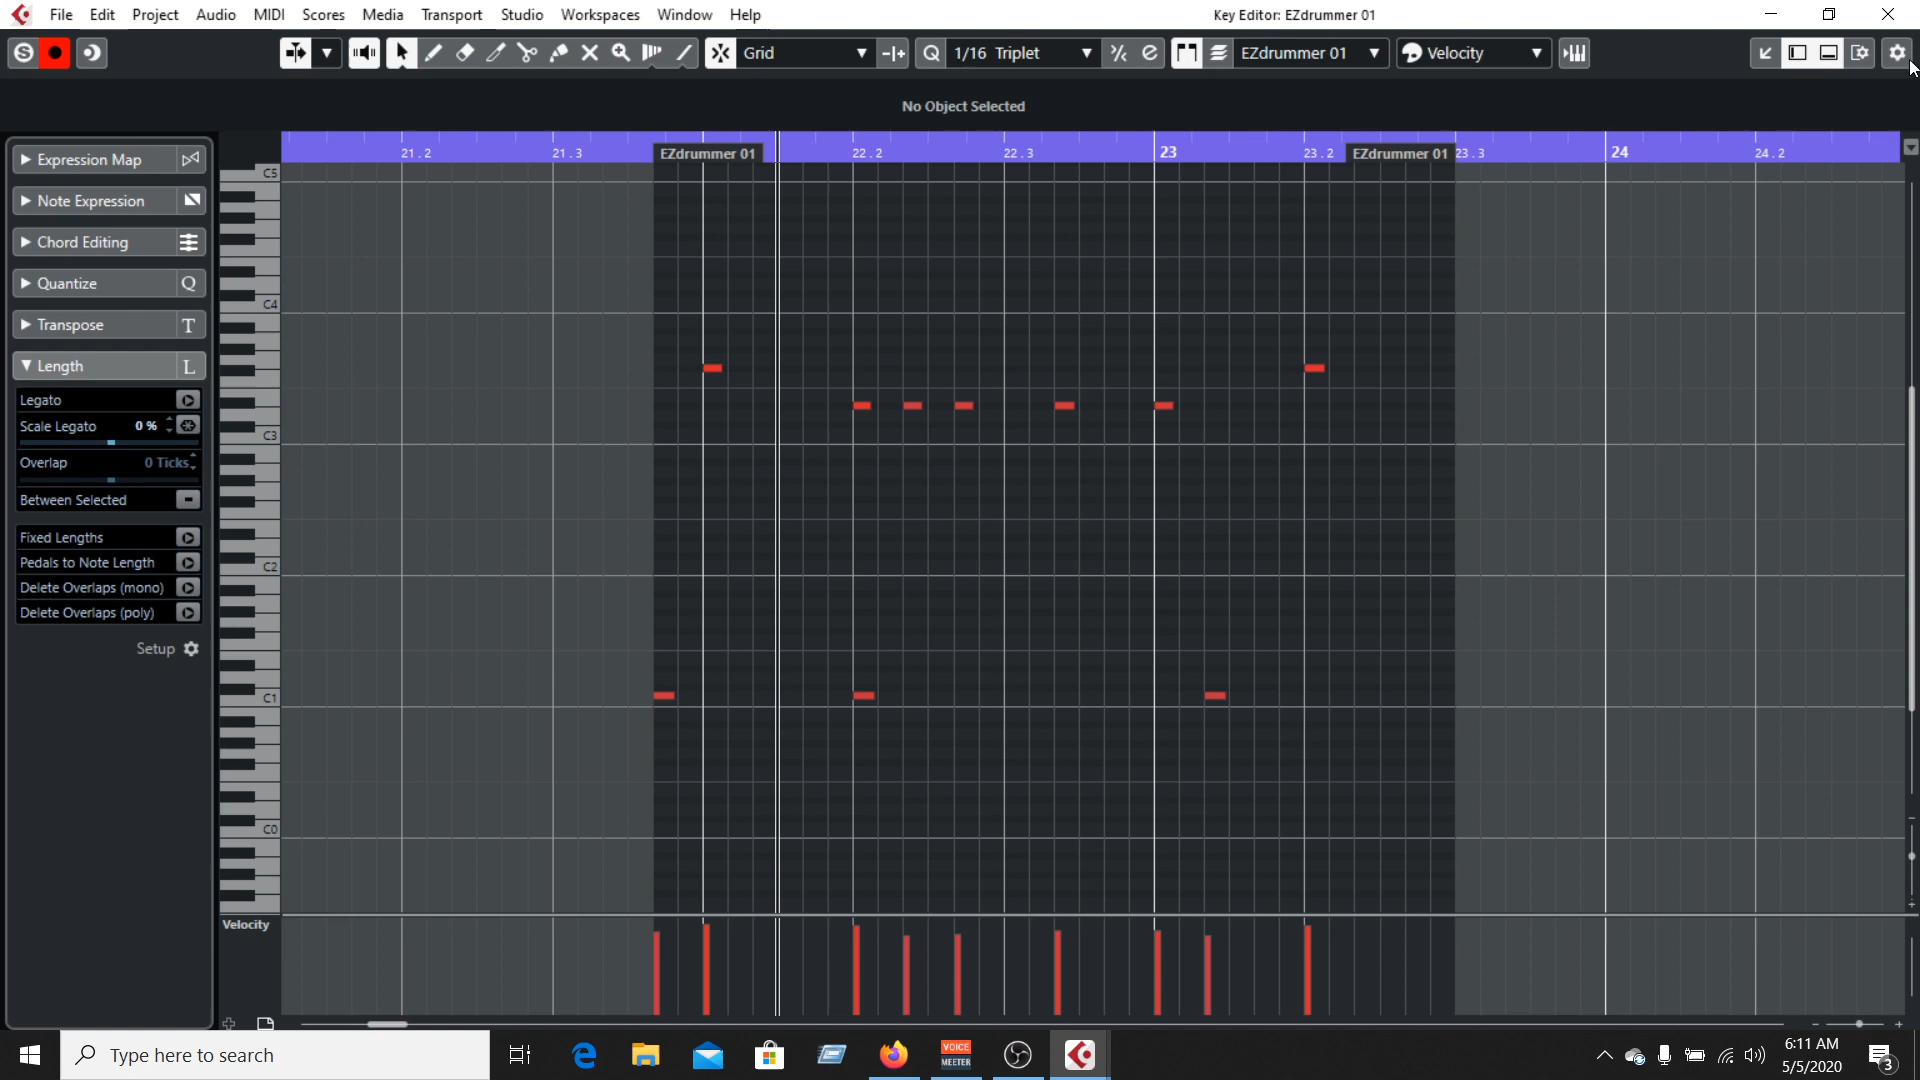 File Edit Project Audio MIDI Scores Media Transport Studio Workspaces Window Help Key Editor: EZdrummer 01
Grid Q 1/16 Triplet EZdrummer 01 Velocity
No Object Selected
21.2 21.3 EZdrummer 01 22.2 22.3 23 23.2 EZdrummer 01 23.3 24 24.2
Expression Map
Note Expression
Chord Editing
Quantize Q
Transpose T
Length L
Legato
Scale Legato 0 %
Overlap 0 Ticks
Between Selected
Fixed Lengths
Pedals to Note Length
Delete Overlaps (mono)
Delete Overlaps (poly)
Setup
C5
C4
C3
C2
C1
C0
Velocity
Type here to search
VOICE
MEETER
6:11 AM
5/5/2020
3